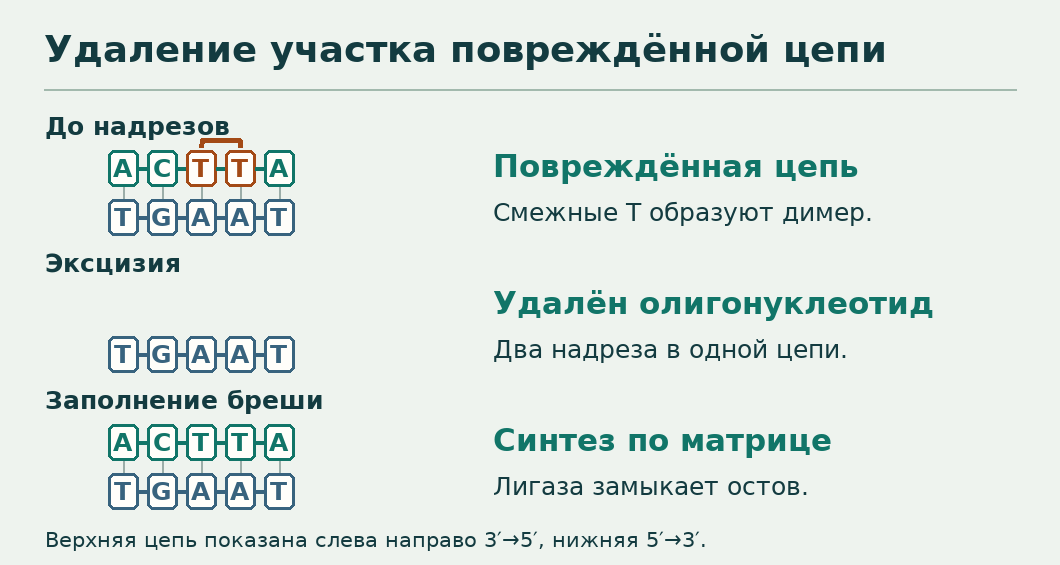 Удаление участка повреждённой цепи
До надрезов
A C T T A
T G A A T
Повреждённая цепь
Смежные T образуют димер.
Эксцизия
T G A A T
Удалён олигонуклеотид
Два надреза в одной цепи.
Заполнение бреши
A C T T A
T G A A T
Синтез по матрице
Лигаза замыкает остов.
Верхняя цепь показана слева направо 3′→5′, нижняя 5′→3′.